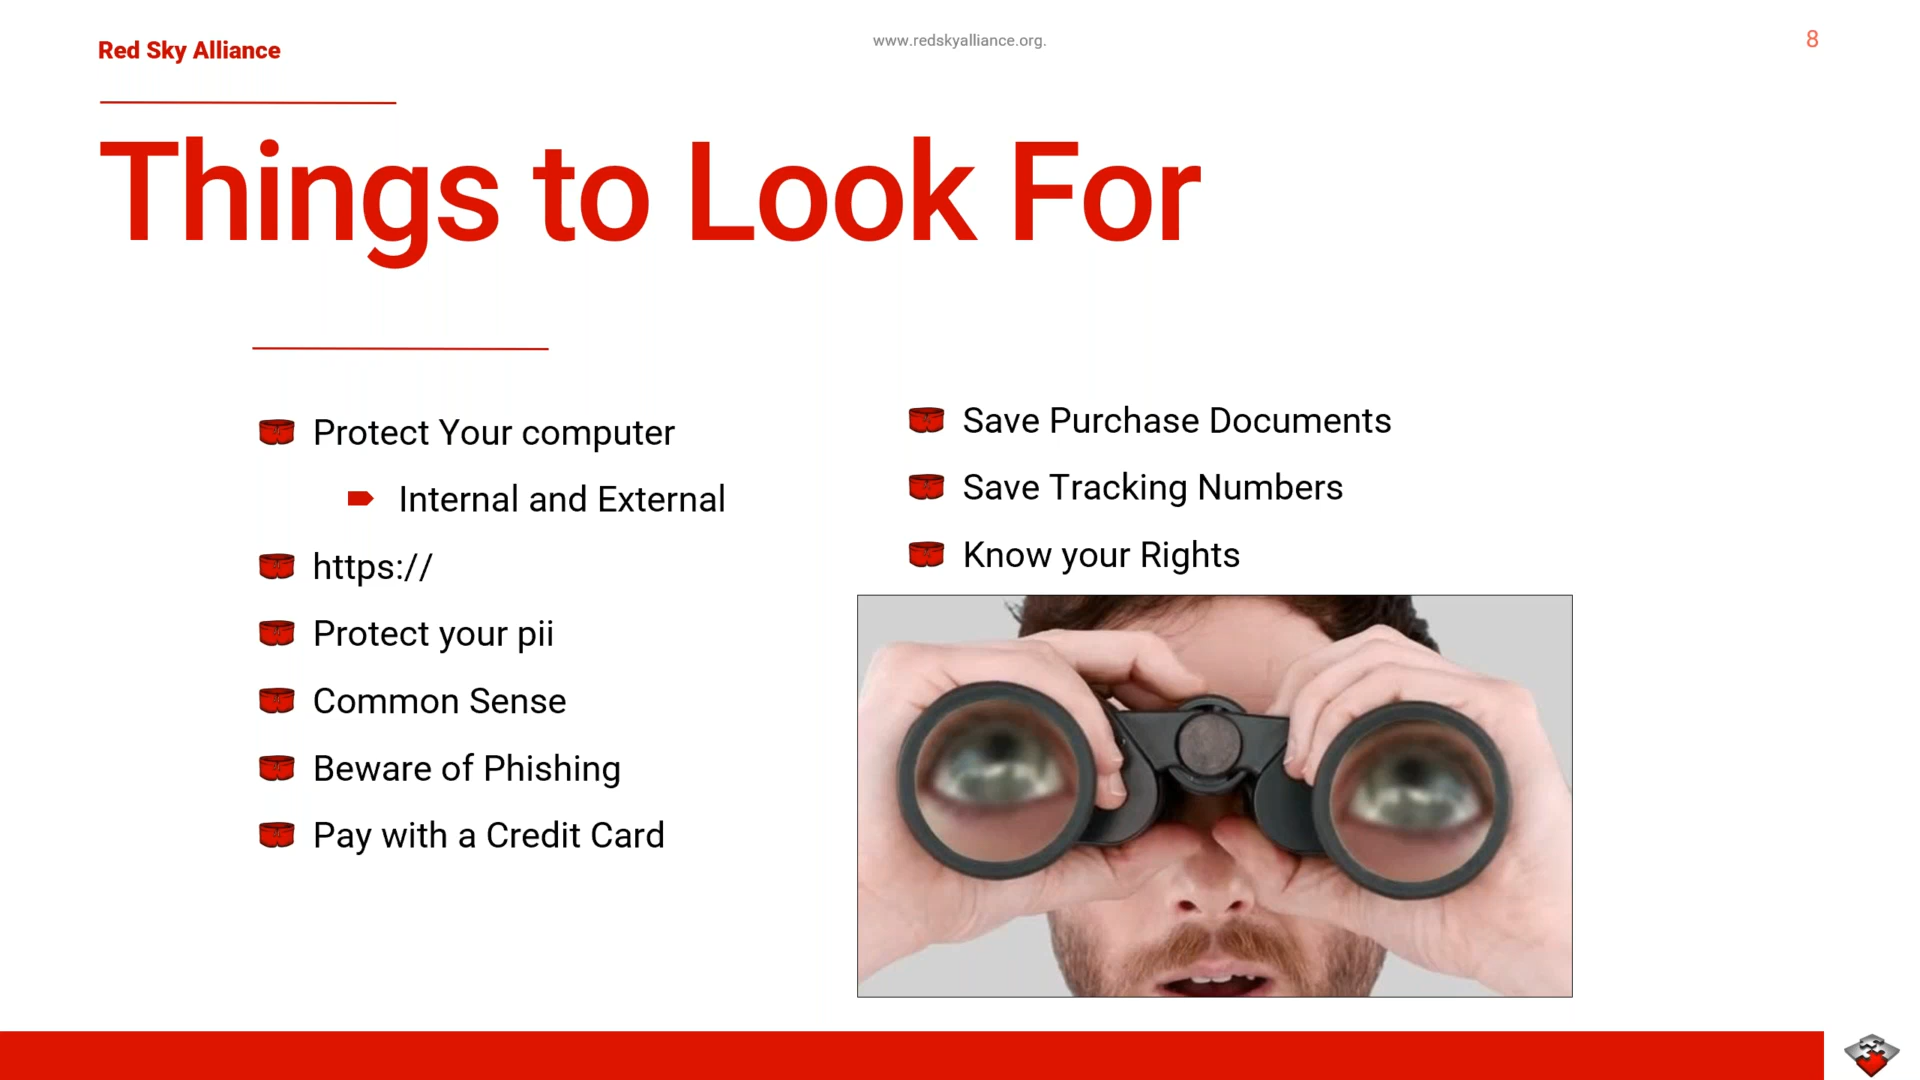 Red Sky Alliance
www.redskyalliance.org.
8
Things to Look For
Protect Your computer
Internal and External
https://
Protect your pii
Common Sense
Beware of Phishing
Pay with a Credit Card
Save Purchase Documents
Save Tracking Numbers
Know your Rights